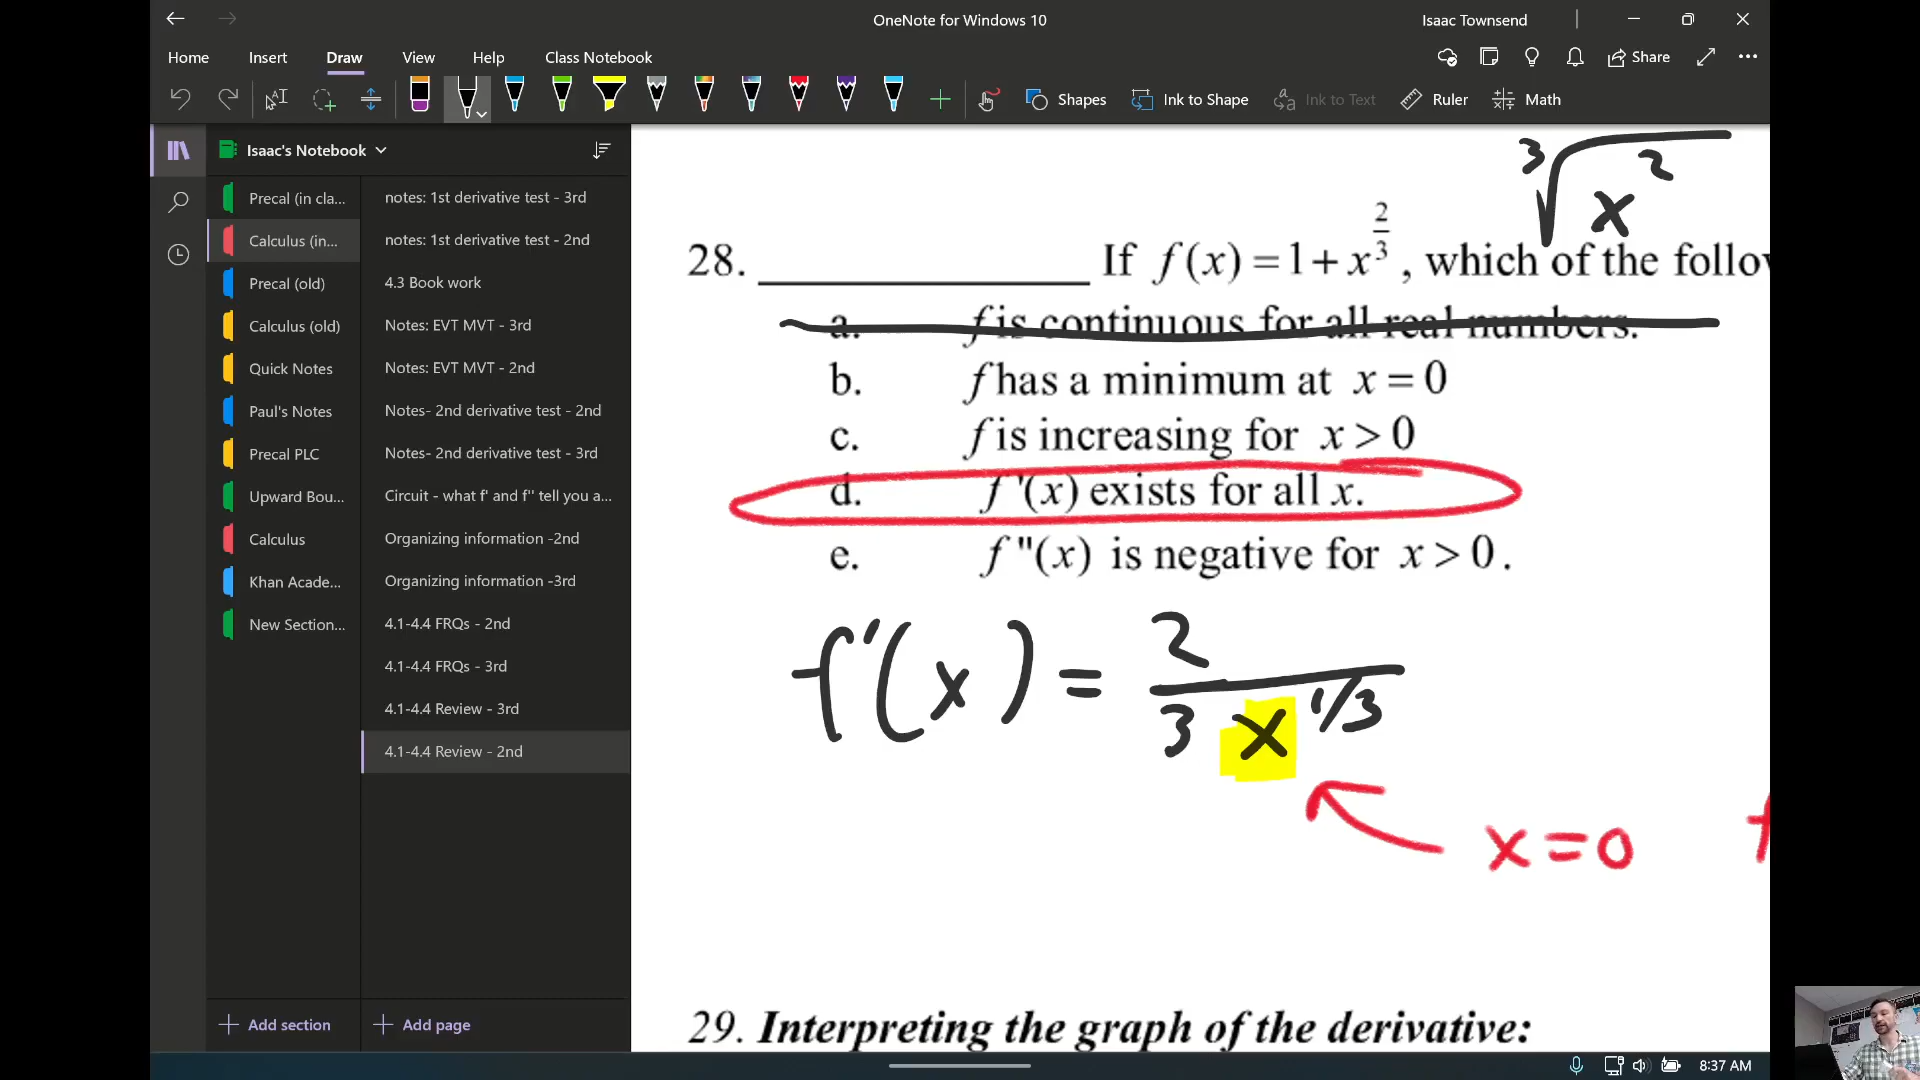 OneNote for Windows 10
Isaac Townsend
Home Insert Draw View Help Class Notebook
Share
Shapes Ink to Shape Ink to Text Ruler Math
Isaac's Notebook
Precal (in cla...
Calculus (in...
Precal (old)
Calculus (old)
Quick Notes
Paul's Notes
Precal PLC
Upward Bou...
Calculus
Khan Acade...
New Section...
Add section
notes: 1st derivative test - 3rd
notes: 1st derivative test - 2nd
4.3 Book work
Notes: EVT MVT - 3rd
Notes: EVT MVT - 2nd
Notes- 2nd derivative test - 2nd
Notes- 2nd derivative test - 3rd
Circuit - what f' and f'' tell you a...
Organizing information -2nd
Organizing information -3rd
4.1-4.4 FRQs - 2nd
4.1-4.4 FRQs - 3rd
4.1-4.4 Review - 3rd
4.1-4.4 Review - 2nd
Add page
∛x²
28. ____________ If f(x) = 1 + x^(2/3), which of the
a. f is continuous for all real numbers.
b. f has a minimum at x = 0
c. f is increasing for x > 0
d. f '(x) exists for all x.
e. f "(x) is negative for x > 0.
f'(x) = 2 / 3x^(1/3)
x=0
29. Interpreting the graph of the derivative:
8:37 AM